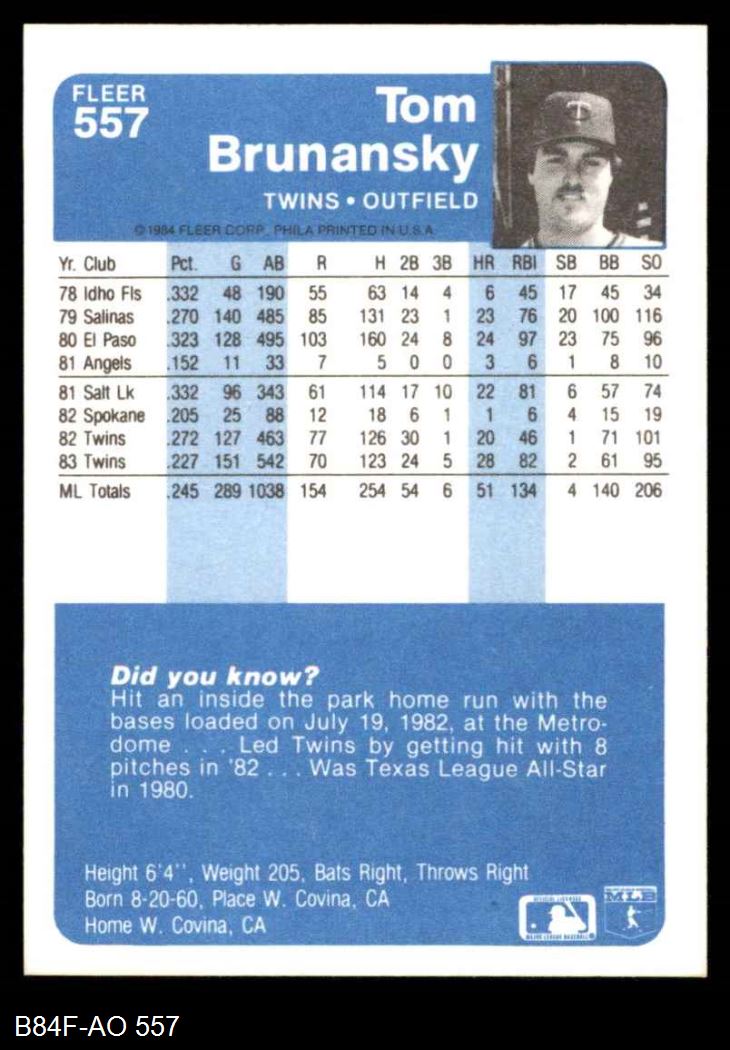 FLEER
557
Tom
Brunansky
TWINS • OUTFIELD
© 1984 FLEER CORP., PHILA PRINTED IN U.S.A.
T
Yr. Club Pct. G AB R H 2B 3B HR RBI SB BB SO
78 Idho Fls .332 48 190 55 63 14 4 6 45 17 45 34
79 Salinas .270 140 485 85 131 23 1 23 76 20 100 116
80 El Paso .323 128 495 103 160 24 8 24 97 23 75 96
81 Angels .152 11 33 7 5 0 0 3 6 1 8 10
81 Salt Lk .332 96 343 61 114 17 10 22 81 6 57 74
82 Spokane .205 25 88 12 18 6 1 1 6 4 15 19
82 Twins .272 127 463 77 126 30 1 20 46 1 71 101
83 Twins .227 151 542 70 123 24 5 28 82 2 61 95
ML Totals .245 289 1038 154 254 54 6 51 134 4 140 206
Did you know?
Hit an inside the park home run with the
bases loaded on July 19, 1982, at the Metro-
dome . . . Led Twins by getting hit with 8
pitches in '82 . . . Was Texas League All-Star
in 1980.
Height 6'4'', Weight 205, Bats Right, Throws Right
Born 8-20-60, Place W. Covina, CA
Home W. Covina, CA
MAJOR LEAGUE BASEBALL
B84F-AO 557